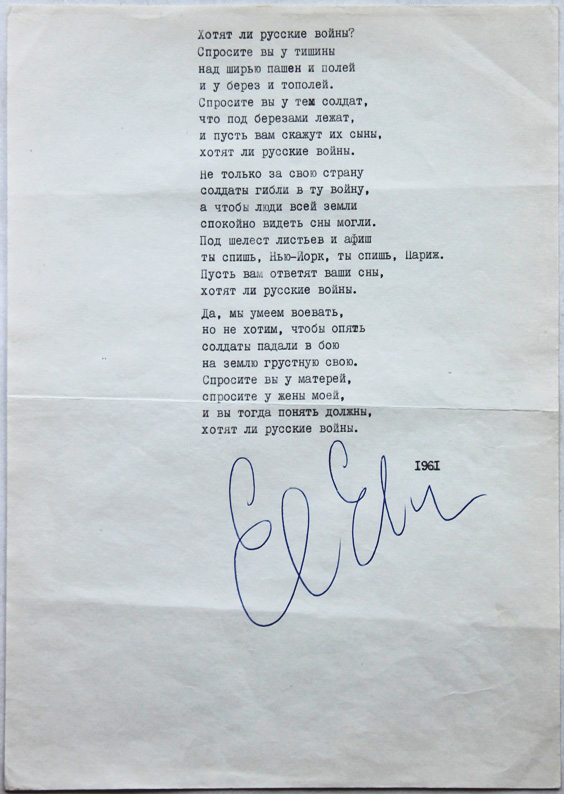 Хотят ли русские войны?
Спросите вы у тишины
над ширью пашен и полей
и у берез и тополей.
Спросите вы у тех солдат,
что под березами лежат,
и пусть вам скажут их сыны,
хотят ли русские войны.
Не только за свою страну
солдаты гибли в ту войну,
а чтобы люди всей земли
спокойно видеть сны могли.
Под шелест листьев и афиш
ты спишь, Нью-Йорк, ты спишь, Париж.
Пусть вам ответят ваши сны,
хотят ли русские войны.
Да, мы умеем воевать,
но не хотим, чтобы опять
солдаты падали в бою
на землю грустную свою.
Спросите вы у матерей,
спросите у жены моей,
и вы тогда понять должны,
хотят ли русские войны.
1961